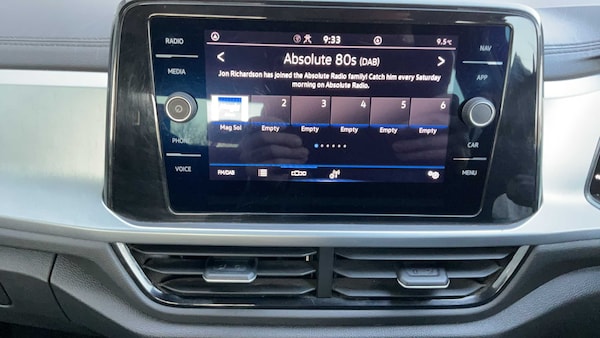 RADIO
MEDIA
PHONE
VOICE
9:33
9.5°C
< Absolute 80s (DAB) >
Jon Richardson has joined the Absolute Radio family! Catch him every Saturday
morning on Absolute Radio.
2 3 4 5 6
Mag Sol Empty Empty Empty Empty Empty
FM/DAB
NAV
APP
CAR
MENU